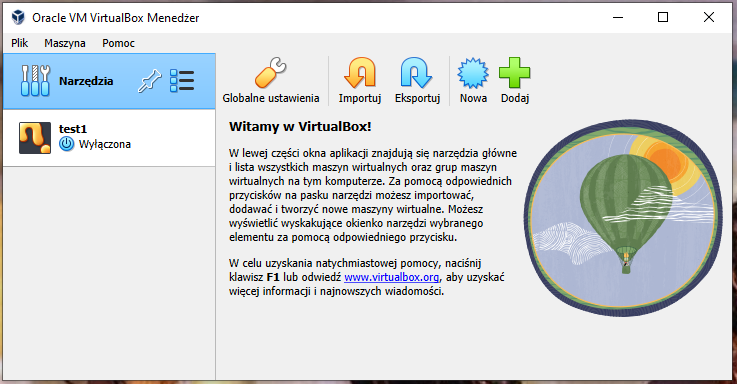 Oracle VM VirtualBox Menedżer
Plik Maszyna Pomoc
Narzędzia
test1
Wyłączona
Globalne ustawienia Importuj Eksportuj Nowa Dodaj
Witamy w VirtualBox!
W lewej części okna aplikacji znajdują się narzędzia główne
i lista wszystkich maszyn wirtualnych oraz grup maszyn
wirtualnych na tym komputerze. Za pomocą odpowiednich
przycisków na pasku narzędzi możesz importować,
dodawać i tworzyć nowe maszyny wirtualne. Możesz
wyświetlić wyskakujące okienko narzędzi wybranego
elementu za pomocą odpowiedniego przycisku.
W celu uzyskania natychmiastowej pomocy, naciśnij
klawisz F1 lub odwiedź www.virtualbox.org, aby uzyskać
więcej informacji i najnowszych wiadomości.